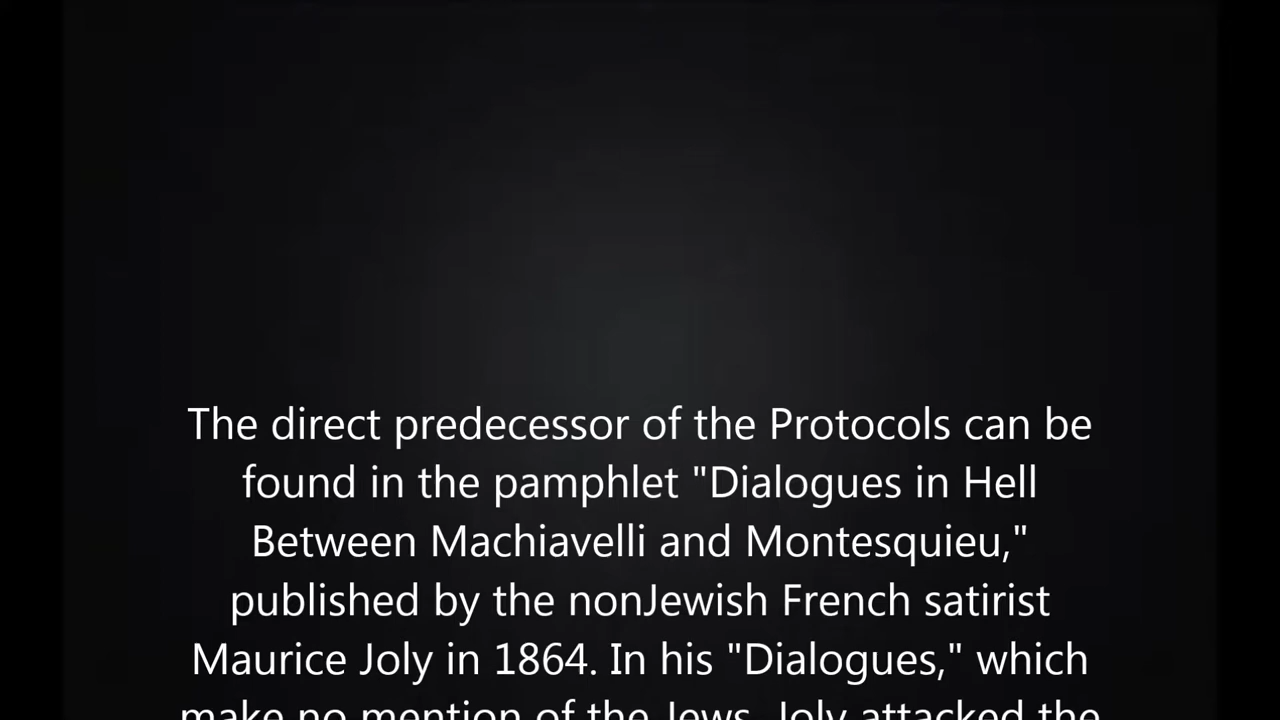 The direct predecessor of the Protocols can be
found in the pamphlet "Dialogues in Hell
Between Machiavelli and Montesquieu,"
published by the nonJewish French satirist
Maurice Joly in 1864. In his "Dialogues," which
make no mention of the Jews, Joly attacked the